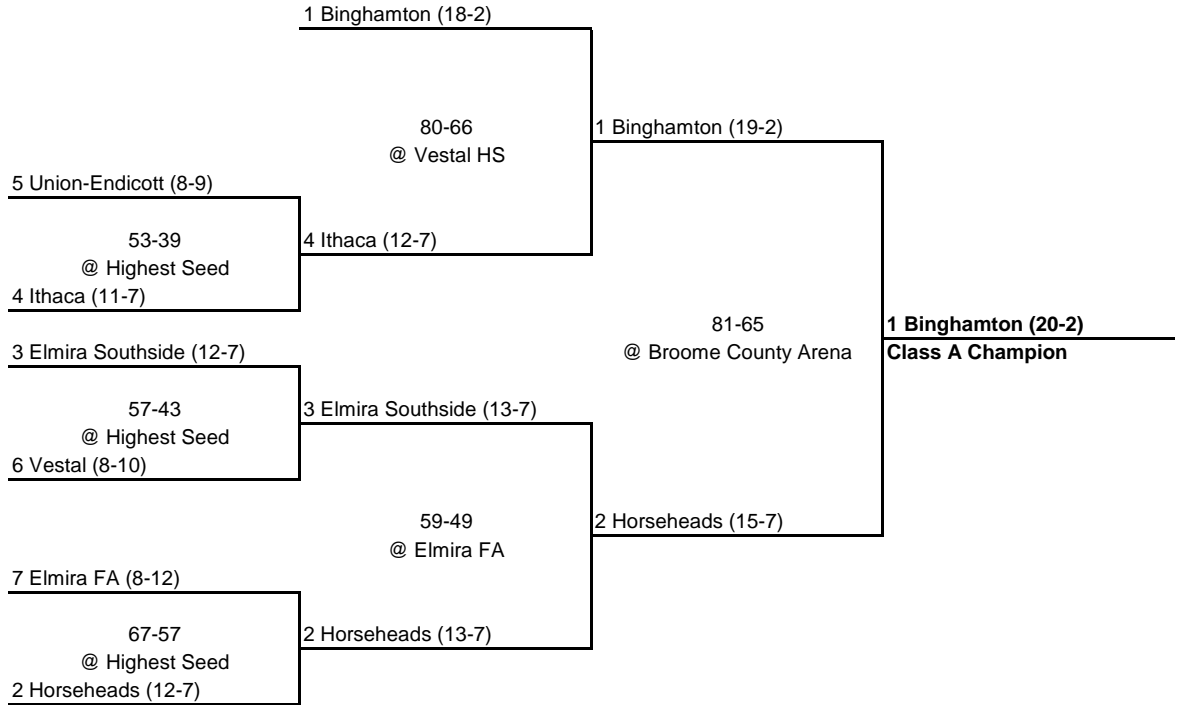 1 Binghamton (18-2)
80-66
@ Vestal HS
1 Binghamton (19-2)
5 Union-Endicott (8-9)
53-39
@ Highest Seed
4 Ithaca (12-7)
4 Ithaca (11-7)
81-65
@ Broome County Arena
1 Binghamton (20-2)
Class A Champion
3 Elmira Southside (12-7)
57-43
@ Highest Seed
3 Elmira Southside (13-7)
6 Vestal (8-10)
59-49
@ Elmira FA
2 Horseheads (15-7)
7 Elmira FA (8-12)
67-57
@ Highest Seed
2 Horseheads (13-7)
2 Horseheads (12-7)